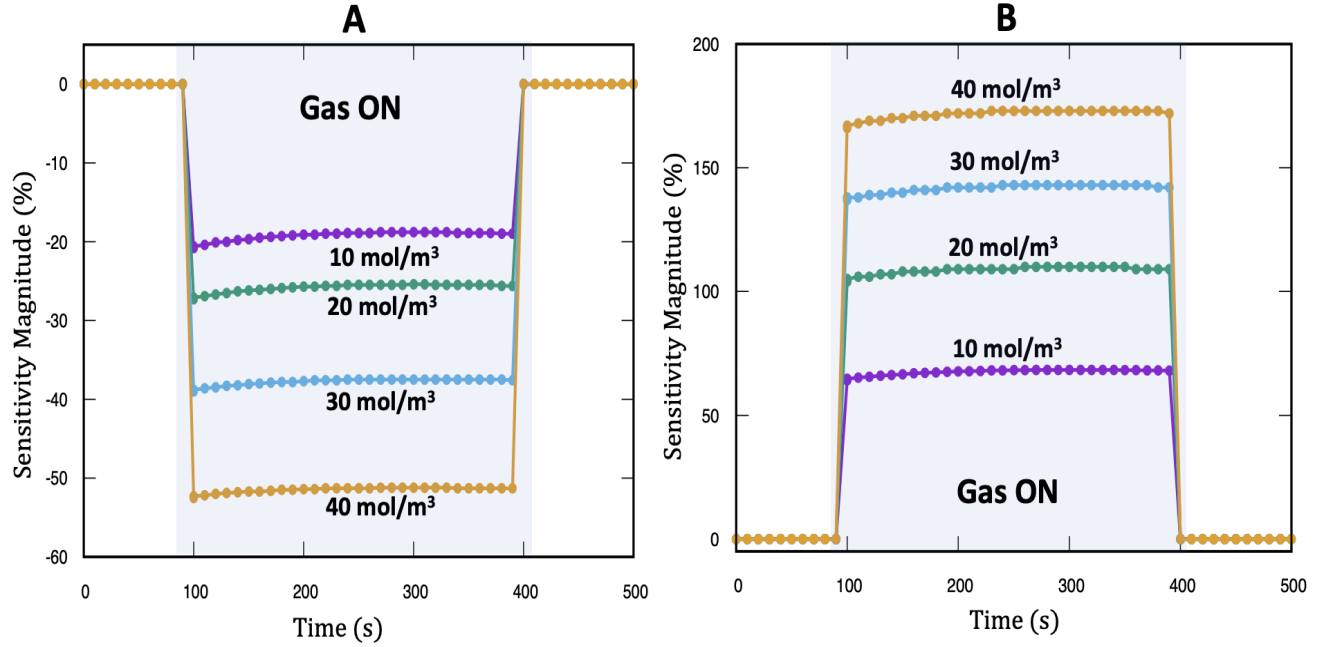 A
Sensitivity Magnitude (%)
0
-10
-20
-30
-40
-50
-60
Gas ON
10 mol/m³
20 mol/m³
30 mol/m³
40 mol/m³
0 100 200 300 400 500
Time (s)
B
Sensitivity Magnitude (%)
200
150
100
50
0
40 mol/m³
30 mol/m³
20 mol/m³
10 mol/m³
Gas ON
0 100 200 300 400 500
Time (s)